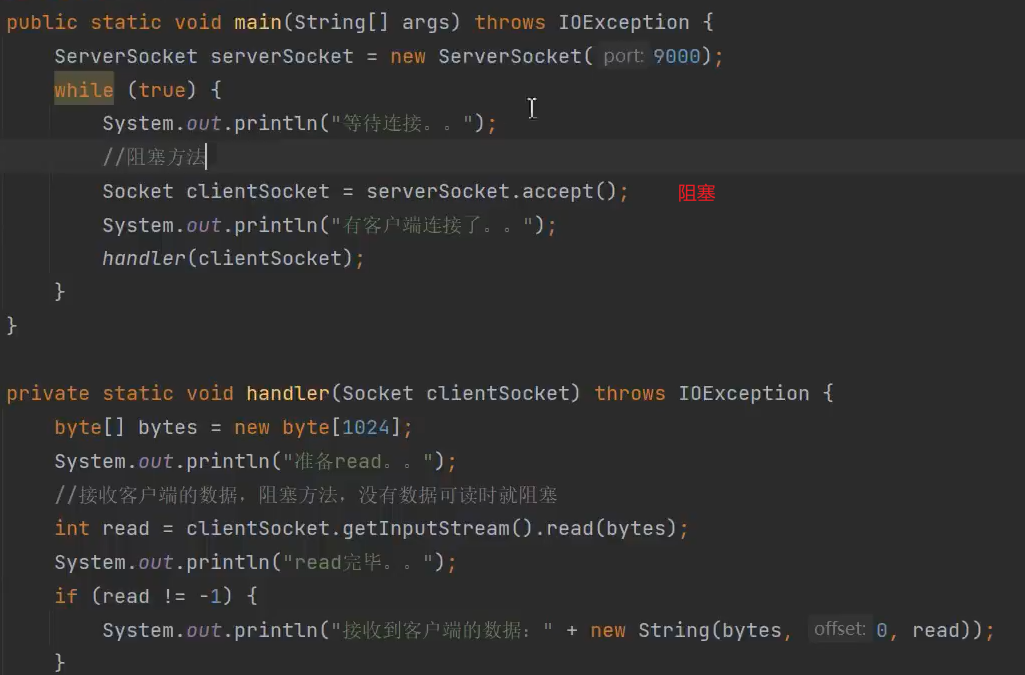 public static void main(String[] args) throws IOException {
ServerSocket serverSocket = new ServerSocket( port: 9000);
while (true) {
System.out.println("等待连接。。");
//阻塞方法
Socket clientSocket = serverSocket.accept(); 阻塞
System.out.println("有客户端连接了。。");
handler(clientSocket);
}
}
private static void handler(Socket clientSocket) throws IOException {
byte[] bytes = new byte[1024];
System.out.println("准备read。。");
//接收客户端的数据，阻塞方法，没有数据可读时就阻塞
int read = clientSocket.getInputStream().read(bytes);
System.out.println("read完毕。。");
if (read != -1) {
System.out.println("接收到客户端的数据：" + new String(bytes, offset: 0, read));
}